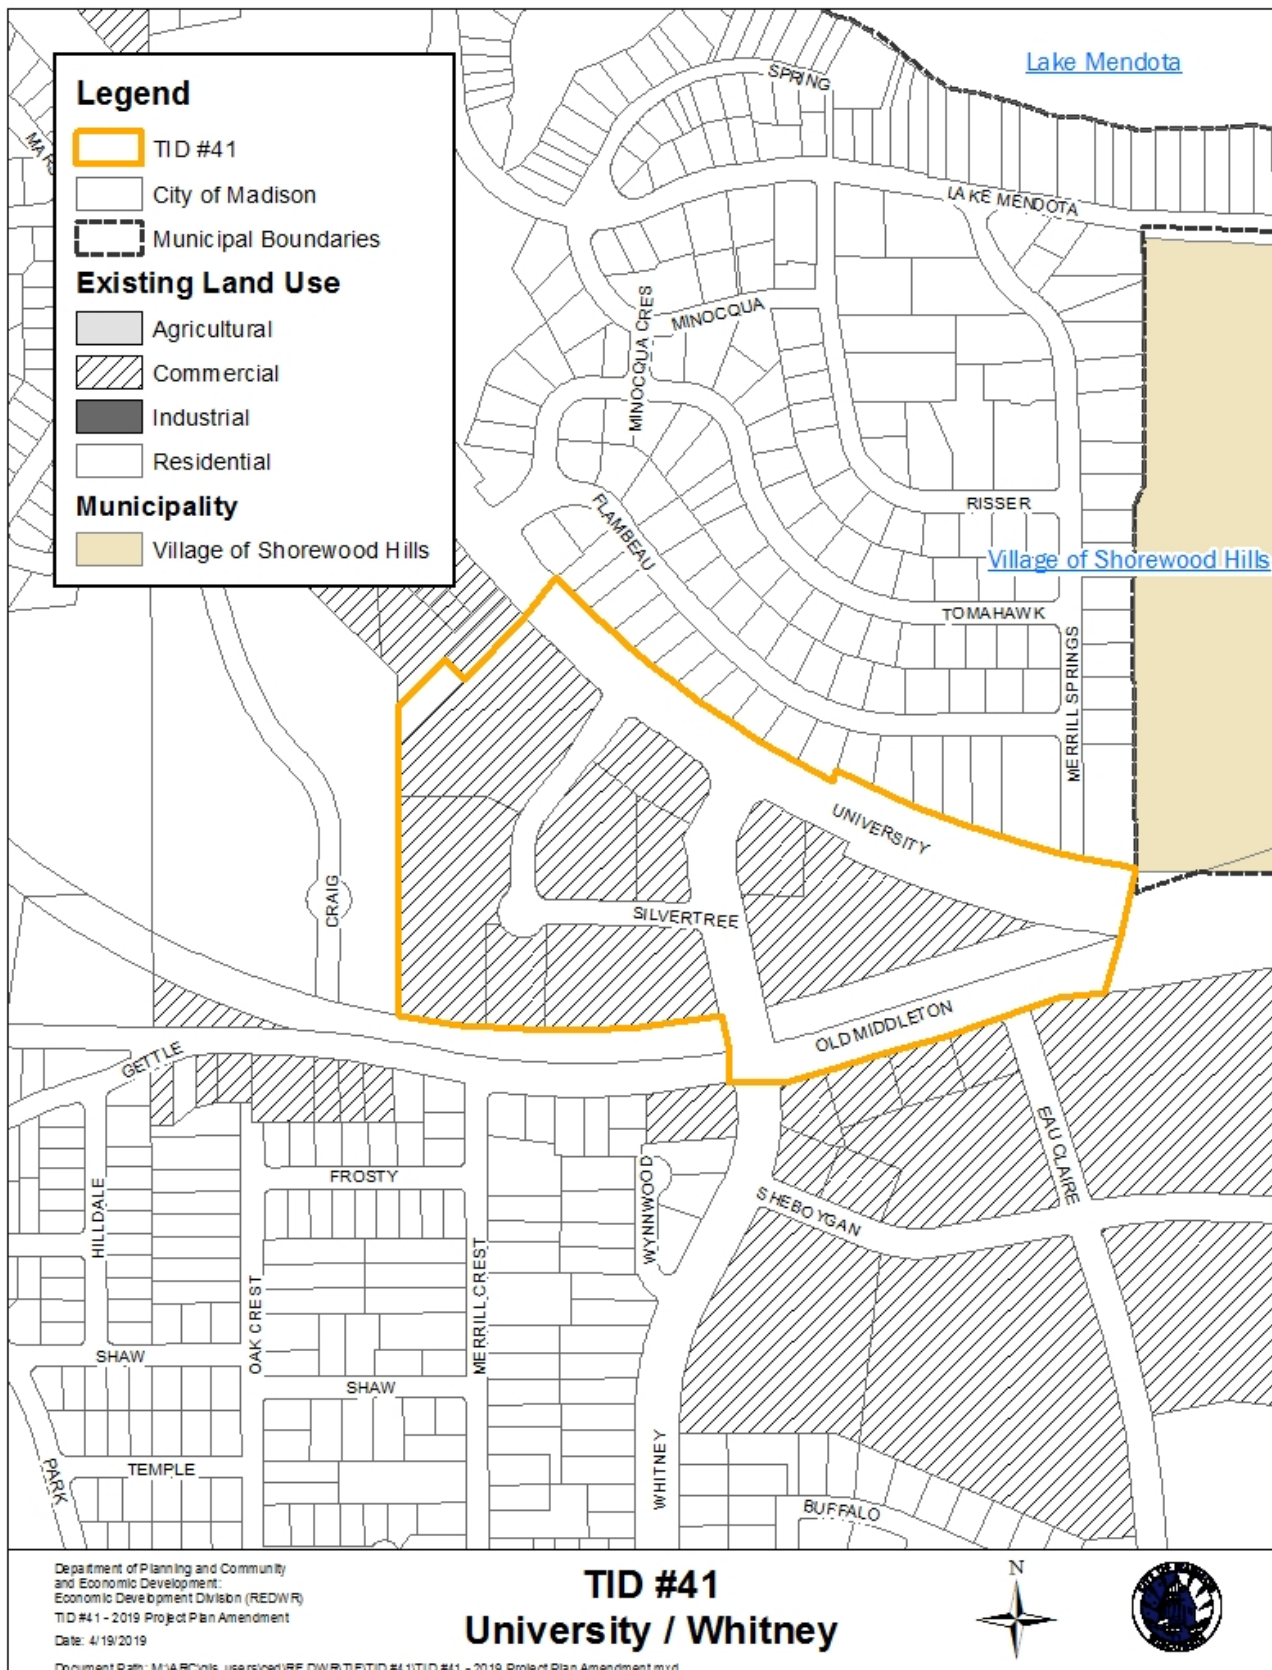 Legend
TID #41
City of Madison
Municipal Boundaries
Existing Land Use
Agricultural
Commercial
Industrial
Residential
Municipality
Village of Shorewood Hills
Lake Mendota
SPRING
LAKE MENDOTA
MINOCQUA CRES
MINOCQUA
FLAMBEAU
RISSER
Village of Shorewood Hills
TOMAHAWK
MERRILL SPRINGS
UNIVERSITY
CRAIG
SILVERTREE
OLD MIDDLETON
GETTLE
EAU CLAIRE
FROSTY
WYNNWOOD
SHEBOYGAN
HILLDALE
OAK CREST
MERRILL CREST
SHAW
SHAW
WHITNEY
TEMPLE
PARK
BUFFALO
Department of Planning and Community
and Economic Development:
Economic Development Division (REDWR)
TID #41 - 2019 Project Plan Amendment
Date: 4/19/2019
TID #41
University / Whitney
N